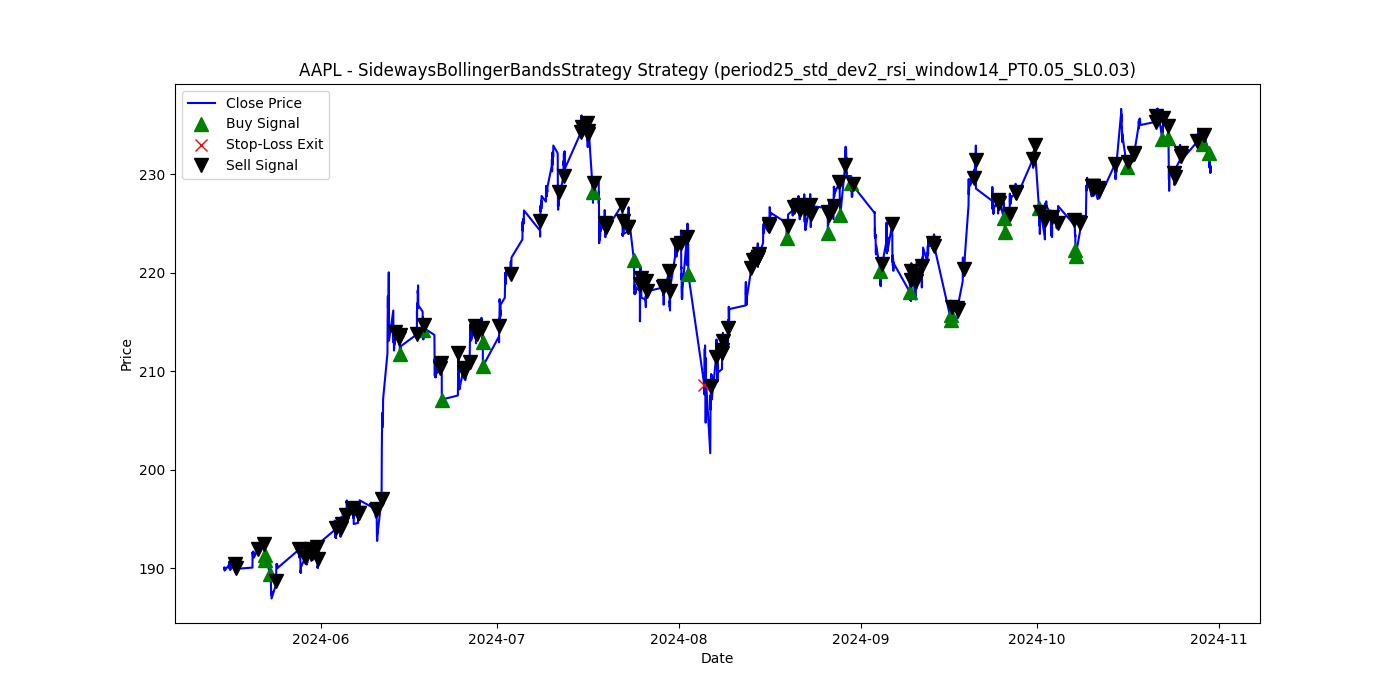 AAPL - SidewaysBollingerBandsStrategy Strategy (period25_std_dev2_rsi_window14_PT0.05_SL0.03)
Close Price
Buy Signal
Stop-Loss Exit
Sell Signal
230
220
210
200
190
Price
2024-06
2024-07
2024-08
2024-09
2024-10
2024-11
Date